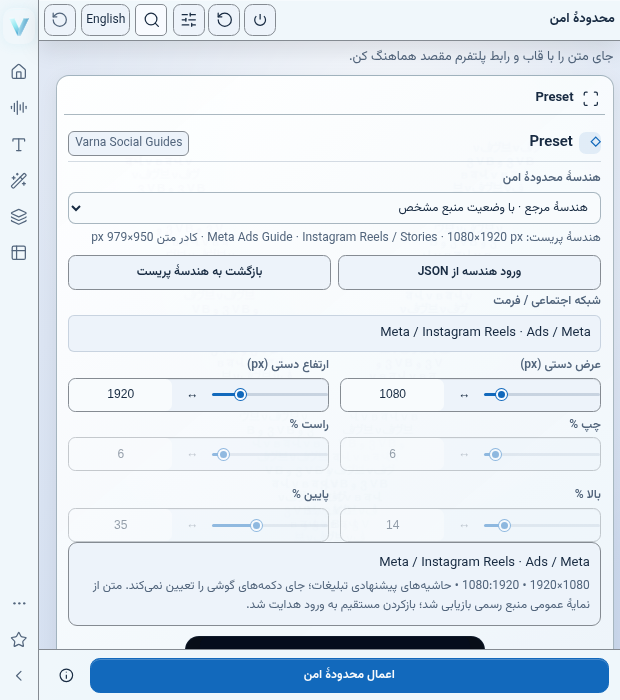 محدودهٔ امن
English
جای متن را با قاب و رابط پلتفرم مقصد هماهنگ کن.
Preset
Preset
Varna Social Guides
هندسهٔ محدودهٔ امن
هندسهٔ مرجع · با وضعیت منبع مشخص
هندسهٔ پریست: Meta Ads Guide · Instagram Reels / Stories · 1080×1920 px · کادر متن 950×979 px
ورود هندسه از JSON
بازگشت به هندسهٔ پریست
شبکه اجتماعی / فرمت
Meta / Instagram Reels · Ads / Meta
عرض دستی (px)
ارتفاع دستی (px)
1080
1920
چپ %
راست %
6
6
بالا %
پایین %
14
35
Meta / Instagram Reels · Ads / Meta
1080×1920 • 1080:1920 • حاشیه‌های پیشنهادی تبلیغات؛ جای دکمه‌های گوشی را تعیین نمی‌کند. متن از
نمایهٔ عمومی منبع رسمی بازیابی شد؛ بازکردن مستقیم به ورود هدایت شد.
اعمال محدودهٔ امن